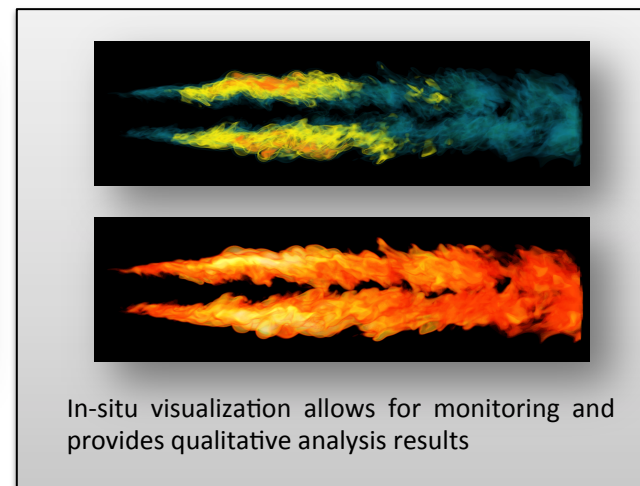 In-situ visualization allows for monitoring and
provides qualitative analysis results